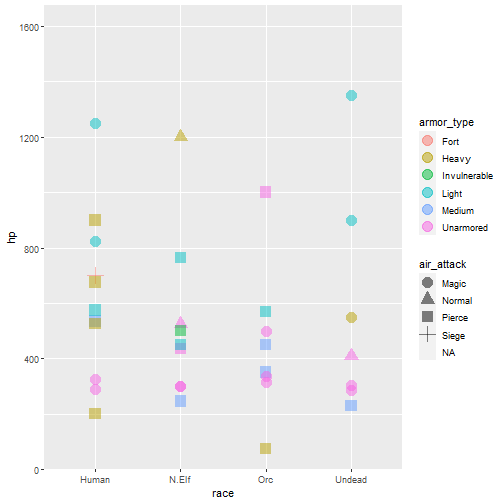 1600
1200
800
400
0
hp
Human
N.Elf
Orc
Undead
race
armor_type
Fort
Heavy
Invulnerable
Light
Medium
Unarmored
air_attack
Magic
Normal
Pierce
Siege
NA